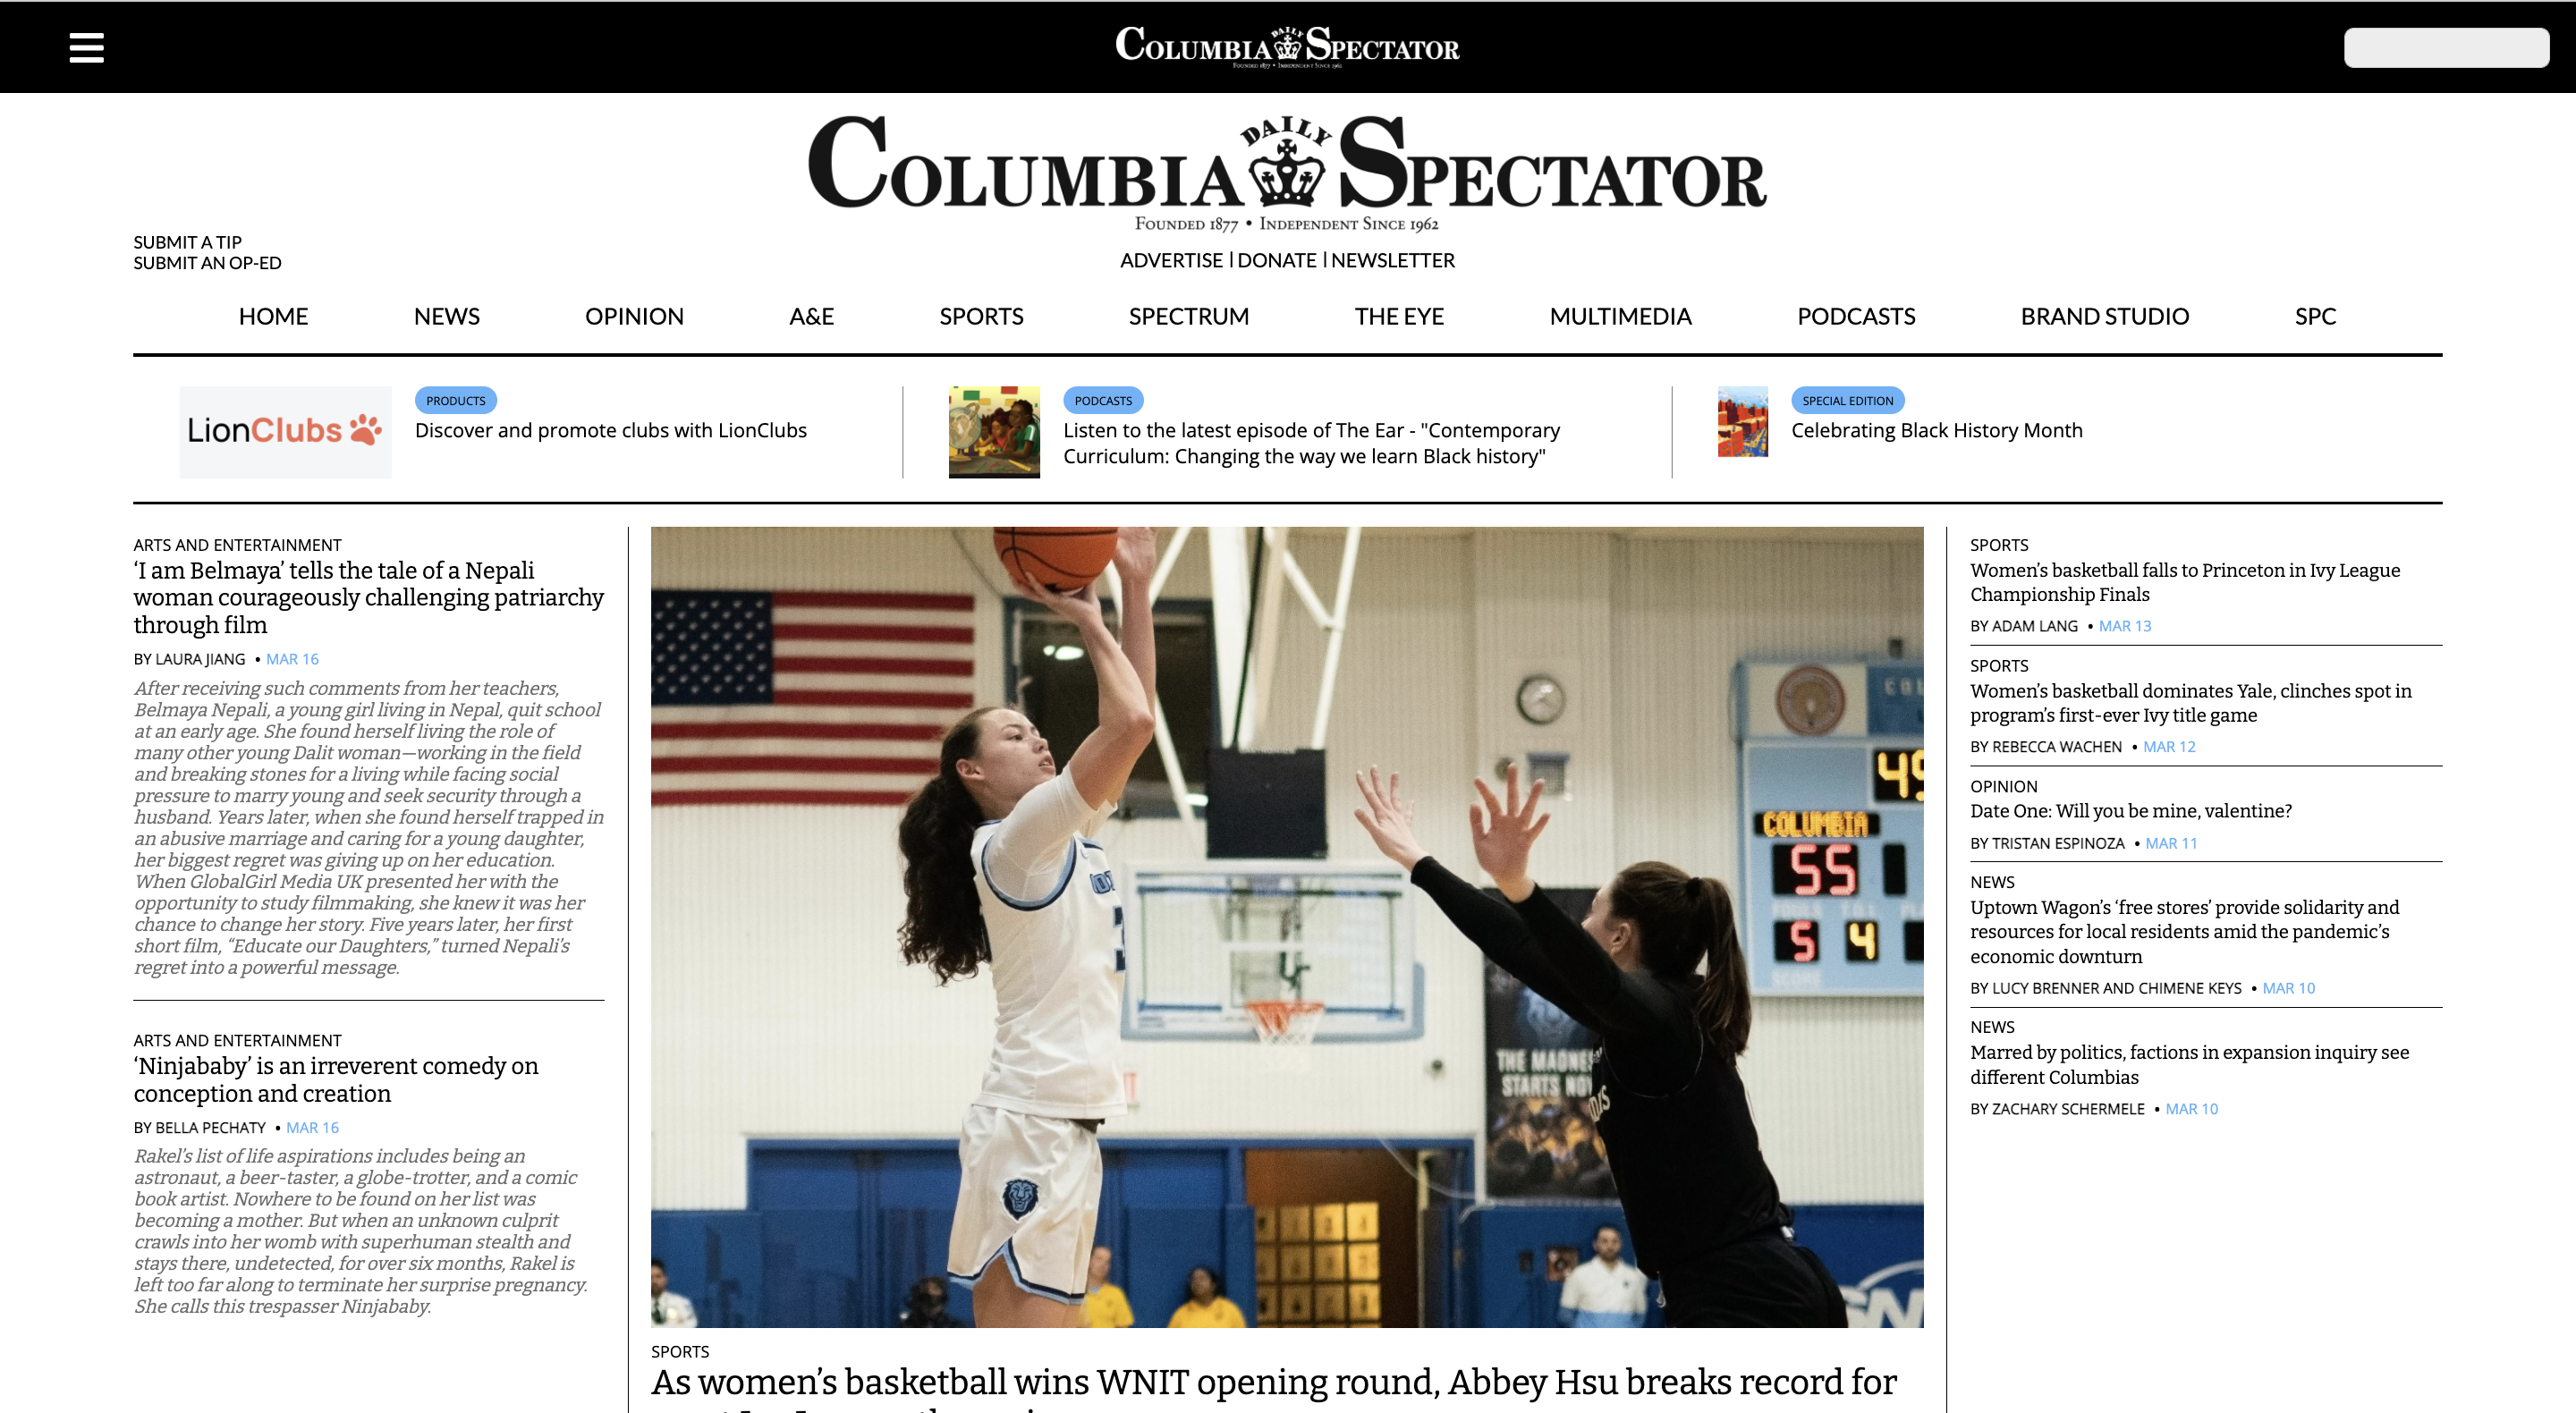 COLUMBIA DAILY SPECTATOR
FOUNDED 1877 • INDEPENDENT SINCE 1962
COLUMBIA DAILY SPECTATOR
FOUNDED 1877 • INDEPENDENT SINCE 1962
SUBMIT A TIP
SUBMIT AN OP-ED
ADVERTISE | DONATE | NEWSLETTER
HOME NEWS OPINION A&E SPORTS SPECTRUM THE EYE MULTIMEDIA PODCASTS BRAND STUDIO SPC
LionClubs
PRODUCTS
Discover and promote clubs with LionClubs
PODCASTS
Listen to the latest episode of The Ear - "Contemporary
Curriculum: Changing the way we learn Black history"
SPECIAL EDITION
Celebrating Black History Month
ARTS AND ENTERTAINMENT
‘I am Belmaya’ tells the tale of a Nepali
woman courageously challenging patriarchy
through film
BY LAURA JIANG • MAR 16
After receiving such comments from her teachers,
Belmaya Nepali, a young girl living in Nepal, quit school
at an early age. She found herself living the role of
many other young Dalit woman—working in the field
and breaking stones for a living while facing social
pressure to marry young and seek security through a
husband. Years later, when she found herself trapped in
an abusive marriage and caring for a young daughter,
her biggest regret was giving up on her education.
When GlobalGirl Media UK presented her with the
opportunity to study filmmaking, she knew it was her
chance to change her story. Five years later, her first
short film, “Educate our Daughters,” turned Nepali’s
regret into a powerful message.
ARTS AND ENTERTAINMENT
‘Ninjababy’ is an irreverent comedy on
conception and creation
BY BELLA PECHATY • MAR 16
Rakel’s list of life aspirations includes being an
astronaut, a beer-taster, a globe-trotter, and a comic
book artist. Nowhere to be found on her list was
becoming a mother. But when an unknown culprit
crawls into her womb with superhuman stealth and
stays there, undetected, for over six months, Rakel is
left too far along to terminate her surprise pregnancy.
She calls this trespasser Ninjababy.
49
COLUMBIA
55
5 4
THE MADNES
STARTS NOW
SPORTS
As women’s basketball wins WNIT opening round, Abbey Hsu breaks record for
SPORTS
Women’s basketball falls to Princeton in Ivy League
Championship Finals
BY ADAM LANG • MAR 13
SPORTS
Women’s basketball dominates Yale, clinches spot in
program’s first-ever Ivy title game
BY REBECCA WACHEN • MAR 12
OPINION
Date One: Will you be mine, valentine?
BY TRISTAN ESPINOZA • MAR 11
NEWS
Uptown Wagon’s ‘free stores’ provide solidarity and
resources for local residents amid the pandemic’s
economic downturn
BY LUCY BRENNER AND CHIMENE KEYS • MAR 10
NEWS
Marred by politics, factions in expansion inquiry see
different Columbias
BY ZACHARY SCHERMELE • MAR 10